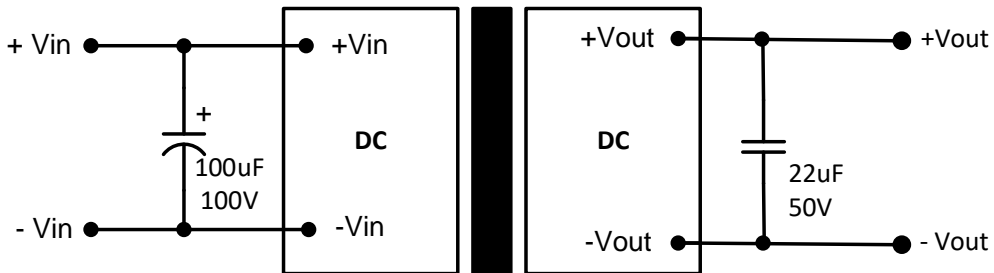 + Vin
+Vin
+Vout
+Vout
+
DC
DC
100uF
100V
22uF
50V
- Vin
-Vin
-Vout
- Vout